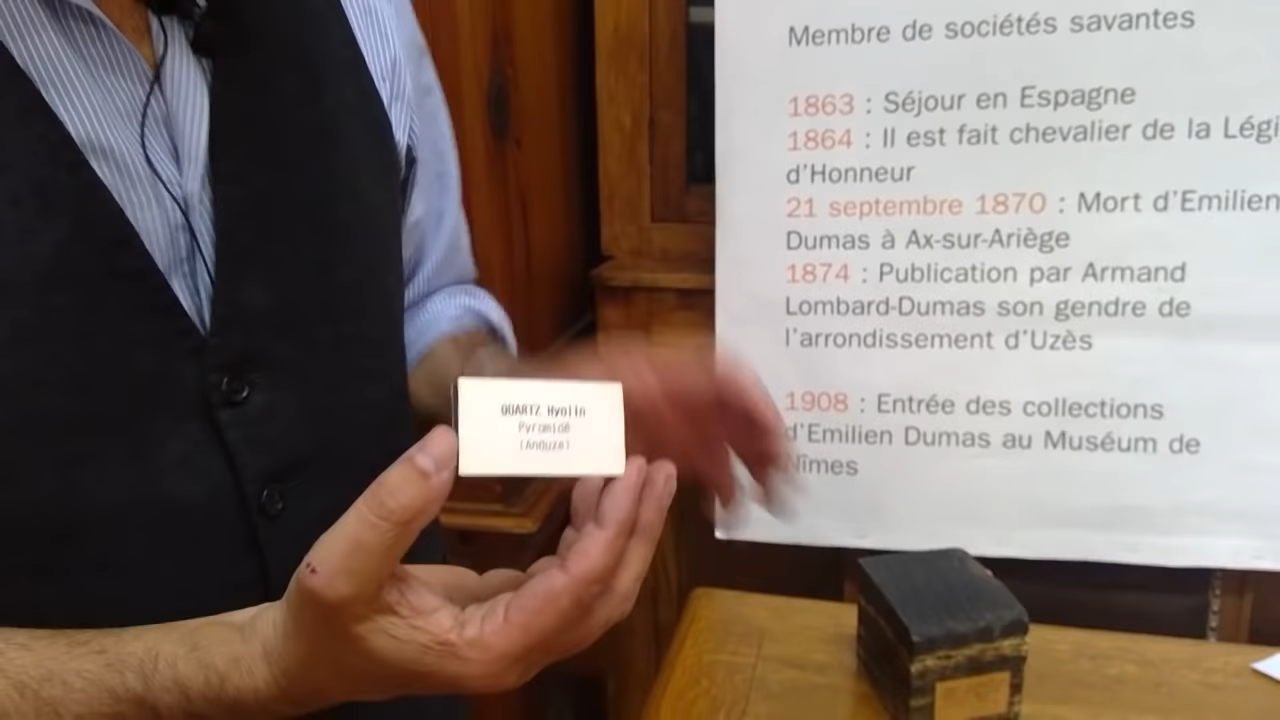 Membre de sociétés savantes
1863 : Séjour en Espagne
1864 : Il est fait chevalier de la Légi
d'Honneur
21 septembre 1870 : Mort d'Emilien
Dumas à Ax-sur-Ariège
1874 : Publication par Armand
Lombard-Dumas son gendre de
l'arrondissement d'Uzès
1908 : Entrée des collections
d'Emilien Dumas au Muséum de
Nîmes
QUARTZ Hyolin
Pyramidé
(Anduze)